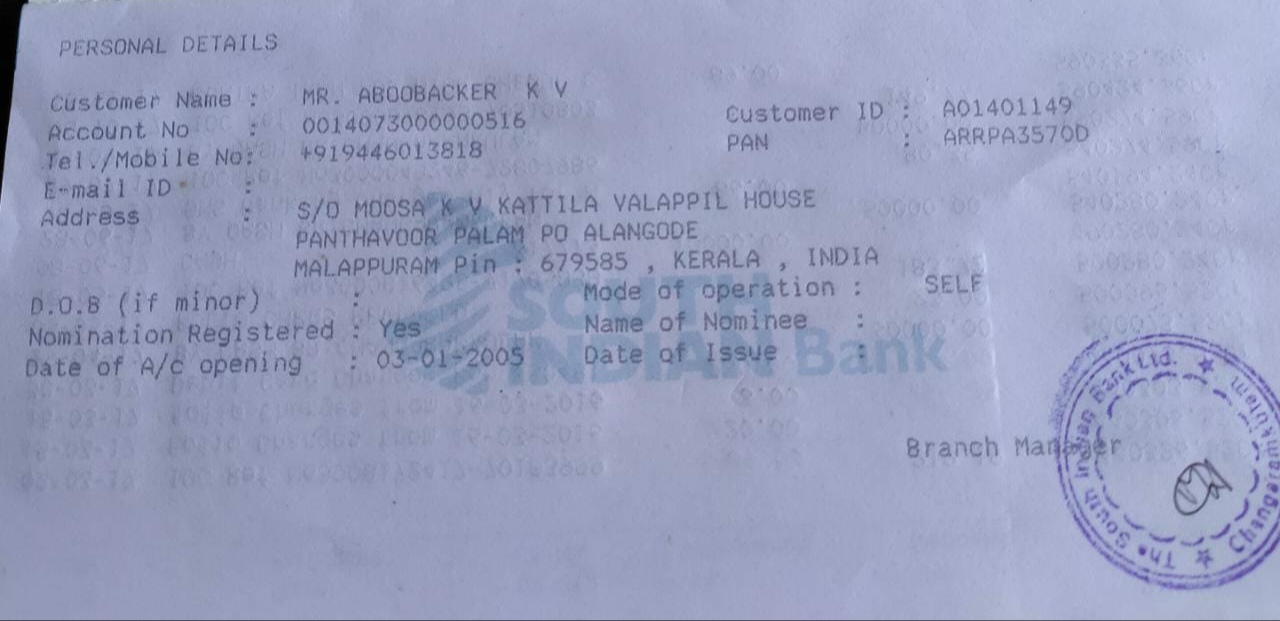 PERSONAL DETAILS
Customer Name : MR. ABOOBACKER K V
Customer ID : A01401149
Account No : 0014073000000516
PAN : ARRPA3570D
Tel./Mobile No: +919446013818
E-mail ID :
Address : S/O MOOSA K V KATTILA VALAPPIL HOUSE
PANTHAVOOR PALAM PO ALANGODE
MALAPPURAM Pin : 679585 , KERALA , INDIA
D.O.B (if minor) :
Mode of operation : SELF
Nomination Registered : Yes
Name of Nominee :
Date of A/c opening : 03-01-2005
Date of Issue :
SOUTH
INDIAN Bank
Branch Manager
The South Indian Bank Ltd. ★ Changaramkulam ★